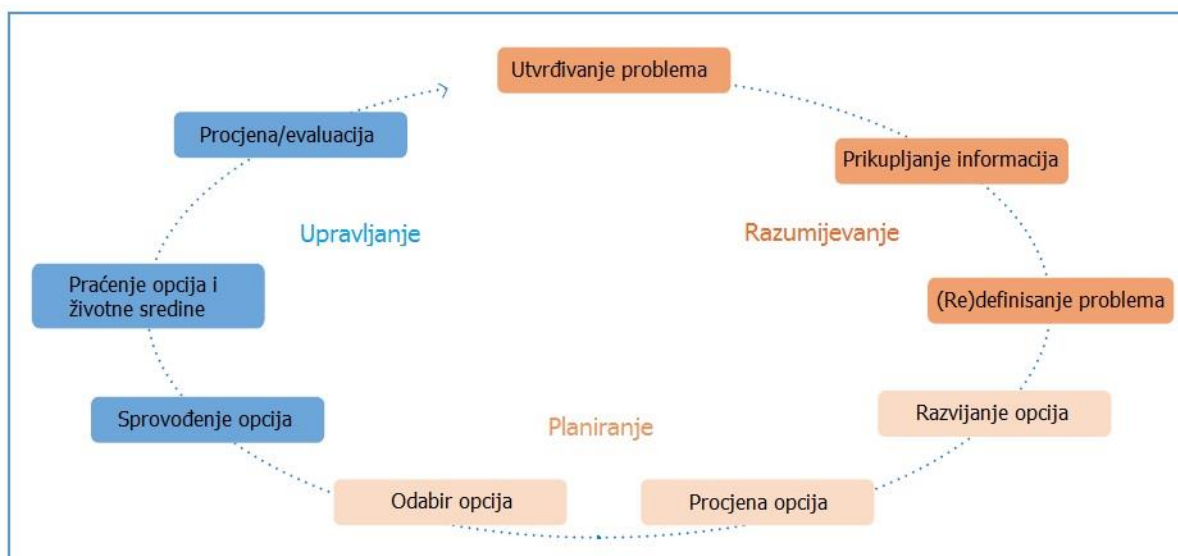 Utvrđivanje problema
Procjena/evaluacija
Prikupljanje informacija
Upravljanje
Razumijevanje
Praćenje opcija i
životne sredine
(Re)definisanje problema
Sprovođenje opcija
Razvijanje opcija
Planiranje
Odabir opcija
Procjena opcija